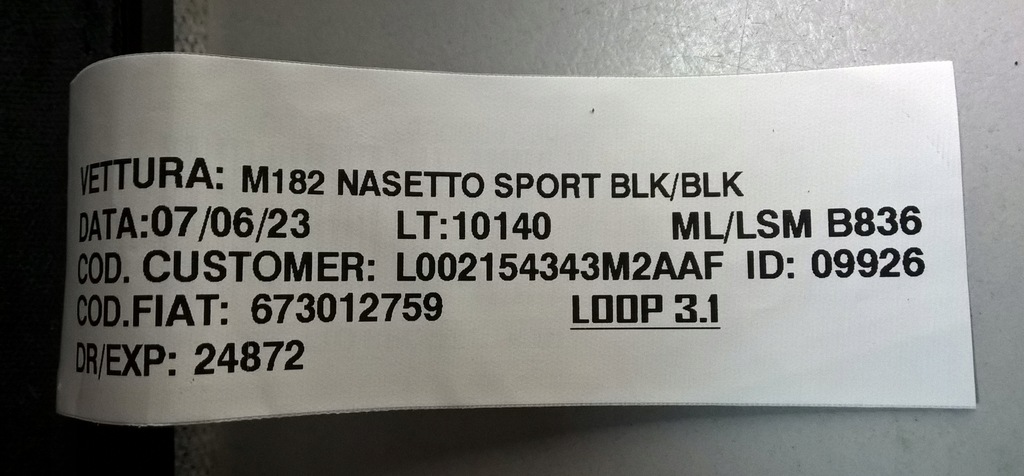 VETTURA: M182 NASETTO SPORT BLK/BLK
DATA:07/06/23 LT:10140 ML/LSM B836
COD. CUSTOMER: L002154343M2AAF ID: 09926
COD.FIAT: 673012759 LOOP 3.1
DR/EXP: 24872